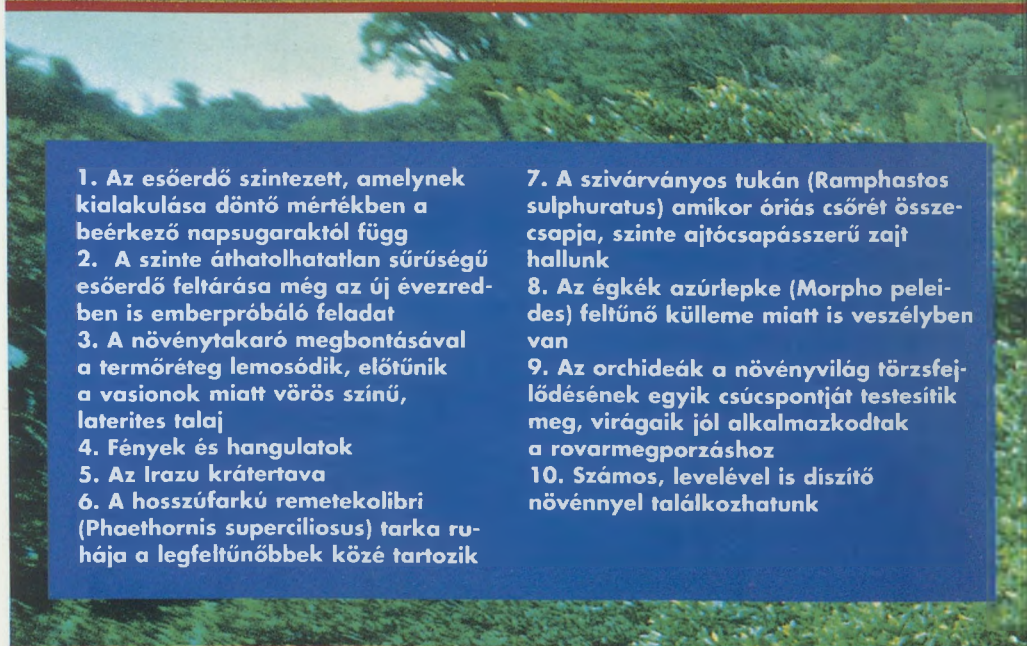 1. Az esőerdő szintezett, amelynek
kialakulása döntő mértékben a
beérkező napsugaraktól függ
2. A szinte áthatolhatatlan sűrűségű
esőerdő feltárása még az új évezred-
ben is emberpróbáló feladat
3. A növénytakaró megbontásával
a termőréteg lemosódik, előtűnik
a vasionok miatt vörös színű,
laterites talaj
4. Fények és hangulatok
5. Az Irazu krátertava
6. A hosszúfarkú remetekolibri
(Phaethornis superciliosus) tarka ru-
hája a legfeltűnőbbek közé tartozik
7. A szivárványos tukán (Ramphastos
sulphuratus) amikor óriás csőrét össze-
csapja, szinte ajtócsapásszerű zajt
hallunk
8. Az égkék azúrlepke (Morpho pelei-
des) feltűnő külleme miatt is veszélyben
van
9. Az orchideák a növényvilág törzsfej-
lődésének egyik csúcspontját testesítik
meg, virágaik jól alkalmazkodtak
a rovarmegporzáshoz
10. Számos, levelével is díszítő
növénnyel találkozhatunk